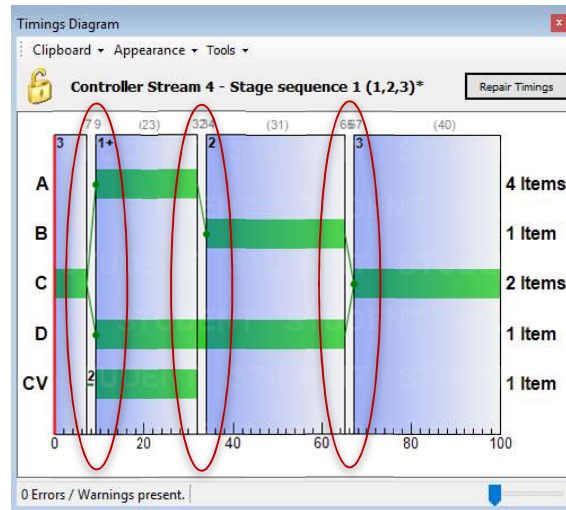 Timings Diagram
x
Clipboard Appearance Tools
Controller Stream 4 - Stage sequence 1 (1,2,3)* Repair Timings
7 9 (23) 32 34 (31) 65 67 (40)
3 1+ 2 3
A 4 Items
B 1 Item
C 2 Items
D 1 Item
CV 2 1 Item
0 20 40 60 80 100
0 Errors / Warnings present.